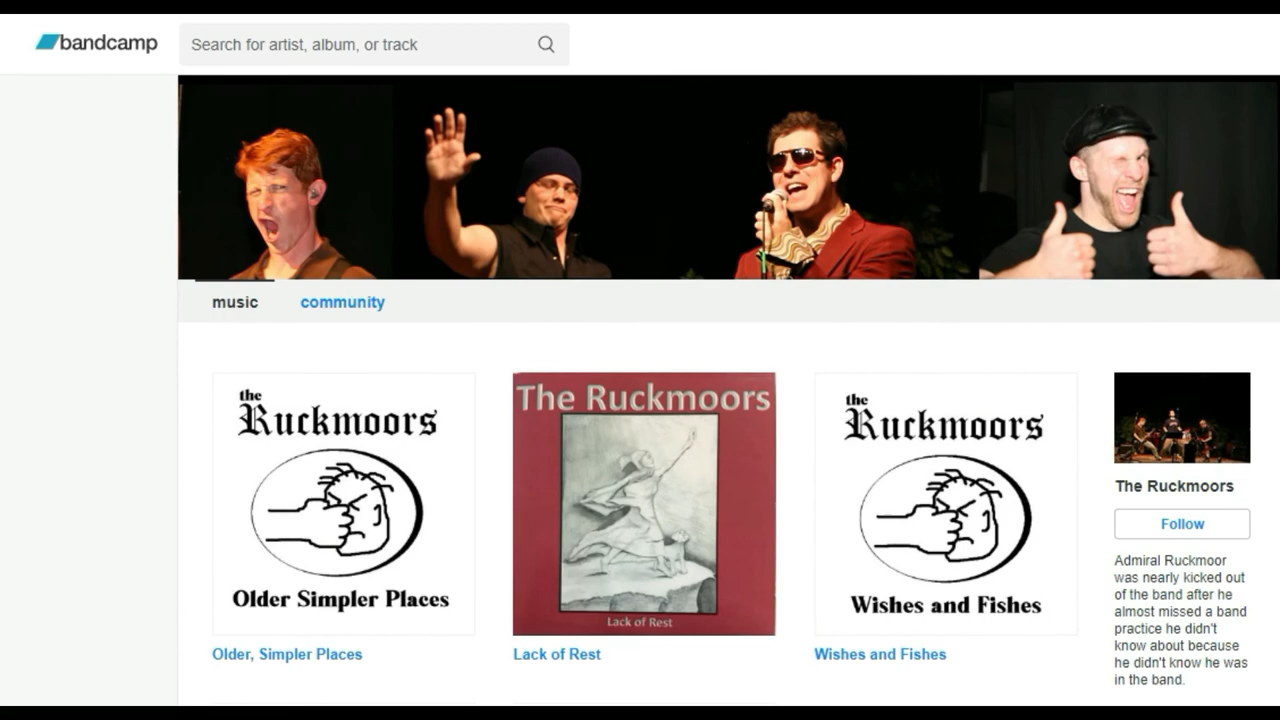 bandcamp
Search for artist, album, or track
music
community
the
Ruckmoors
Older Simpler Places
Older, Simpler Places
The Ruckmoors
Lack of Rest
Lack of Rest
the
Ruckmoors
Wishes and Fishes
Wishes and Fishes
The Ruckmoors
Follow
Admiral Ruckmoor
was nearly kicked out
of the band after he
almost missed a band
practice he didn't
know about because
he didn't know he was
in the band.